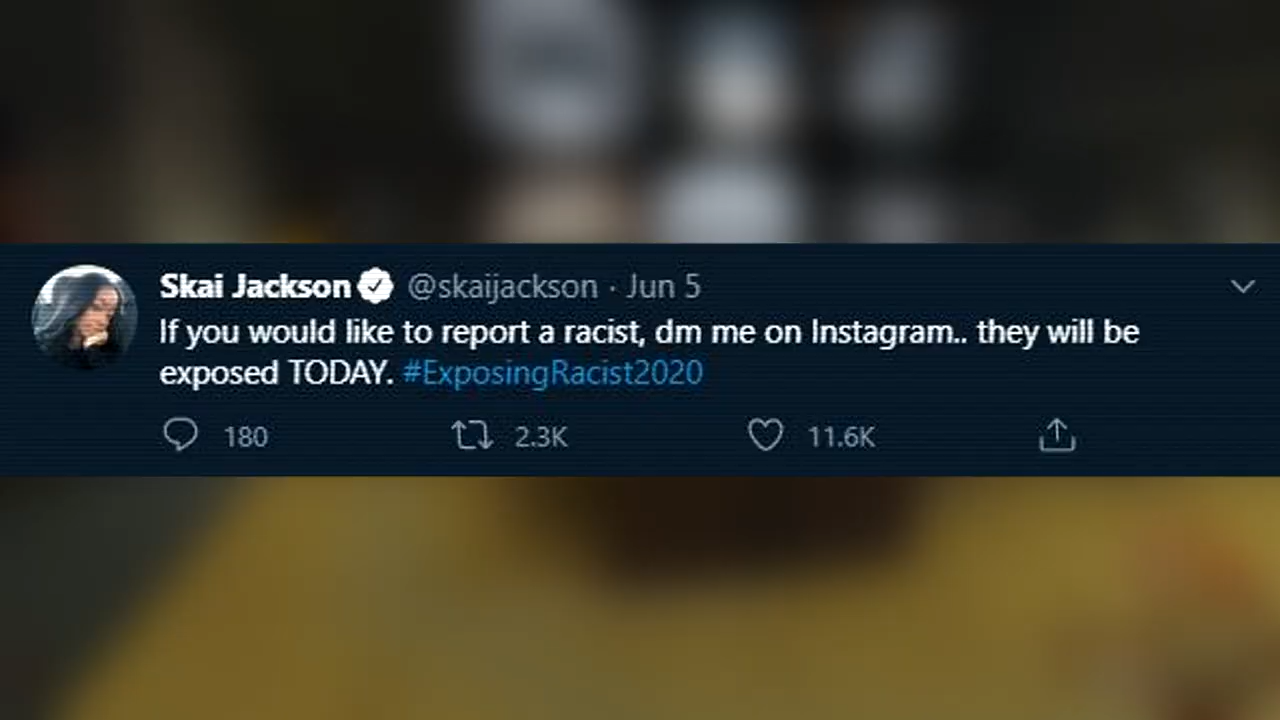 Skai Jackson @skaijackson · Jun 5
If you would like to report a racist, dm me on Instagram.. they will be
exposed TODAY. #ExposingRacist2020
180 2.3K 11.6K